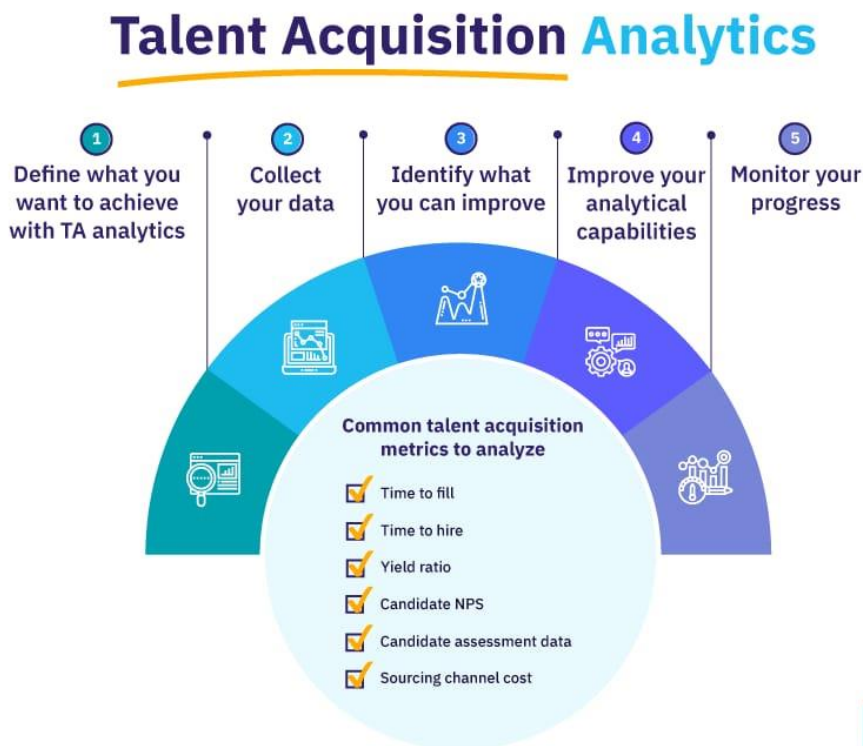 Talent Acquisition Analytics
1
Define what you
want to achieve
with TA analytics
2
Collect
your data
3
Identify what
you can improve
4
Improve your
analytical
capabilities
5
Monitor your
progress
Common talent acquisition
metrics to analyze
Time to fill
Time to hire
Yield ratio
Candidate NPS
Candidate assessment data
Sourcing channel cost